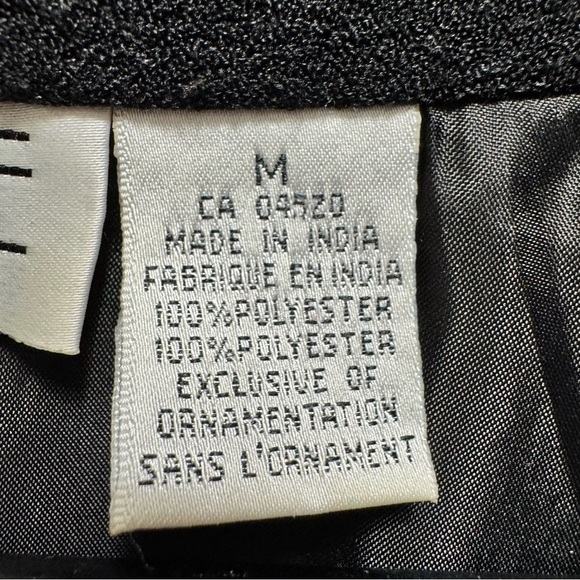 M
CA 04520
MADE IN INDIA
FABRIQUE EN INDIA
100%POLYESTER
100%POLYESTER
EXCLUSIVE OF
ORNAMENTATION
SANS L'ORNAMENT